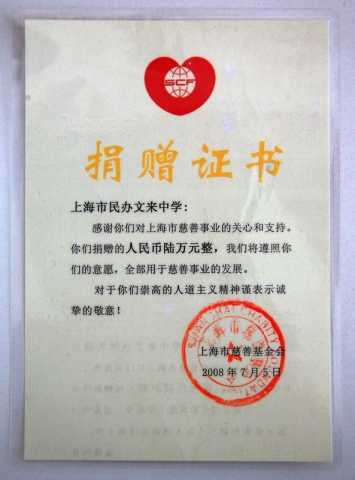 SCF
捐赠证书
上海市民办文来中学：
感谢你们对上海市慈善事业的关心和支持。
你们捐赠的人民币陆万元整，我们将遵照你
们的意愿，全部用于慈善事业的发展。
对于你们崇高的人道主义精神谨表示诚
挚的敬意！
上海市慈善基金会
2008年7月5日
SHANGHAI CHARITY FOUNDAT